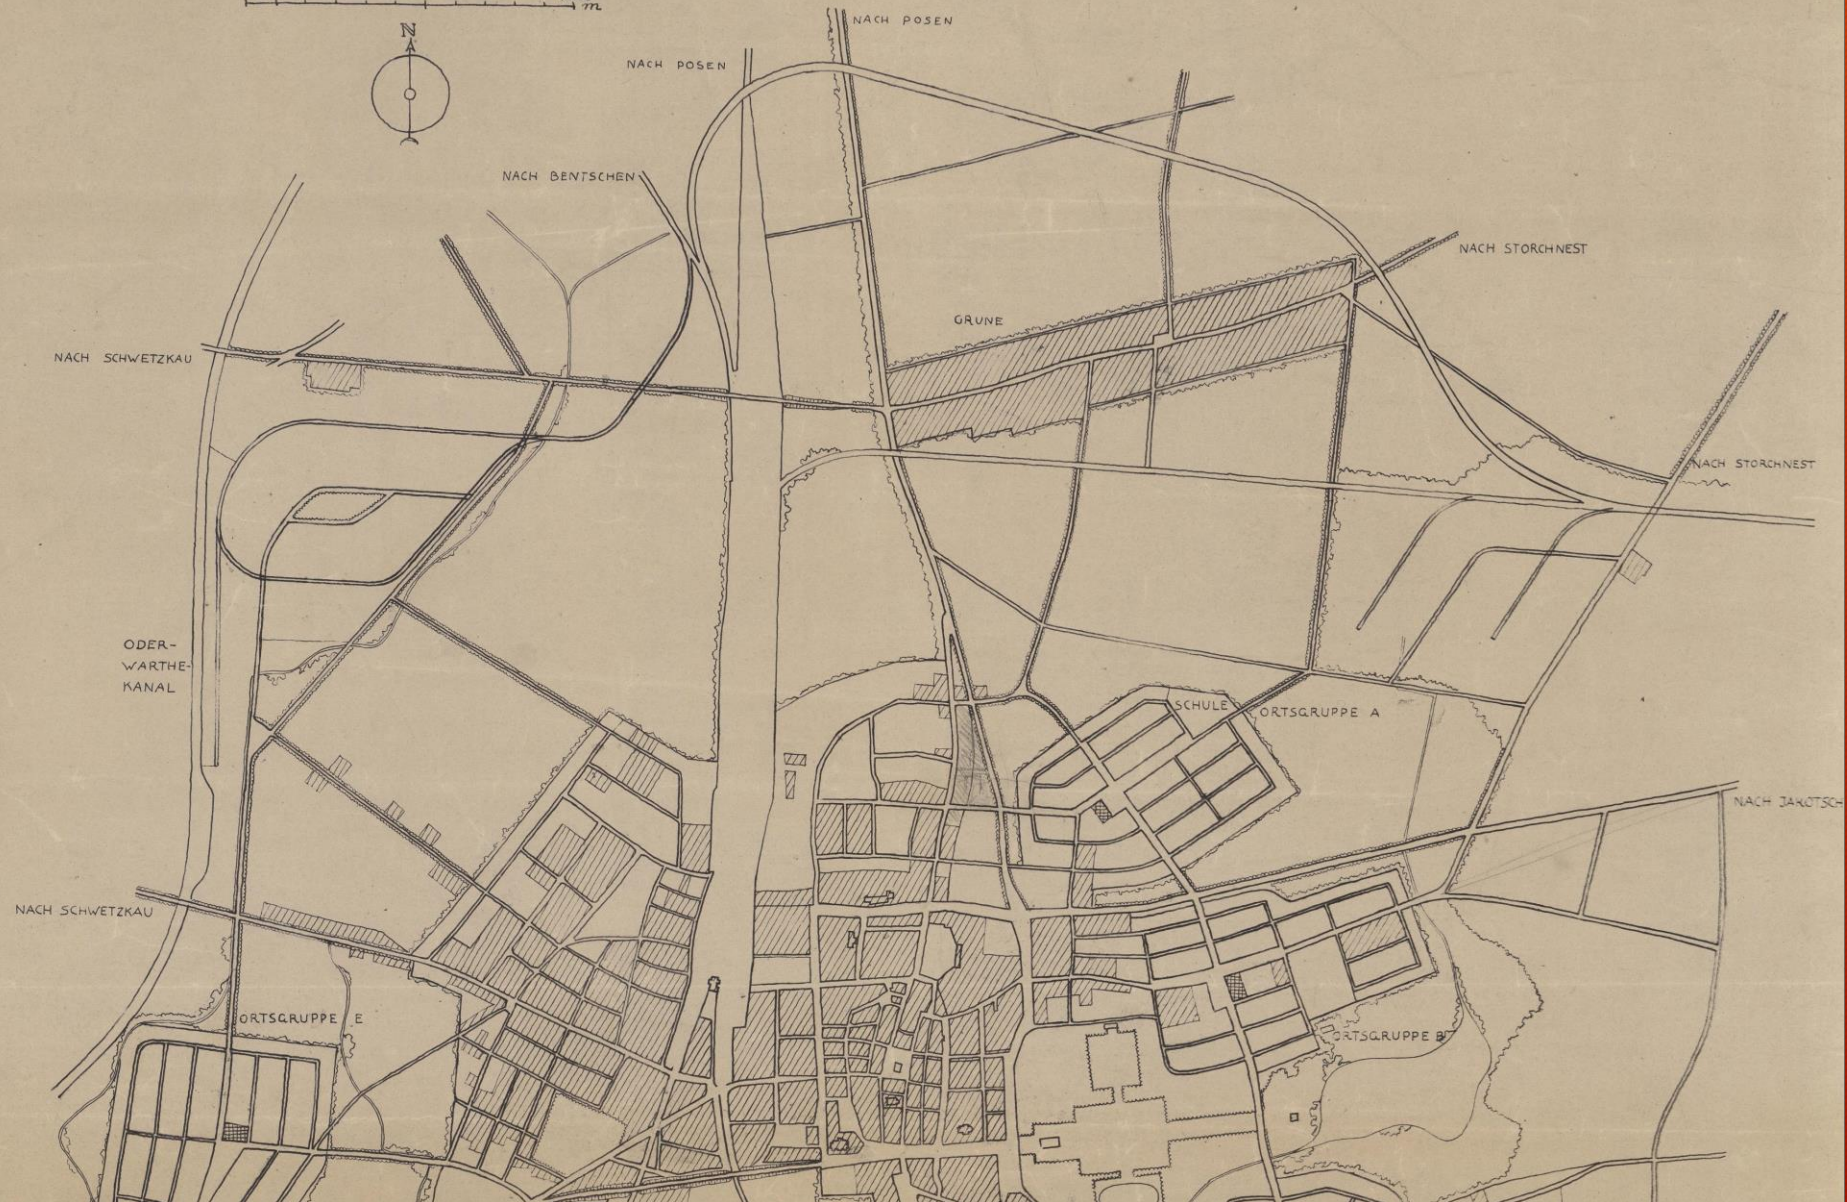 m
N
NACH POSEN
NACH POSEN
NACH BENTSCHEN
NACH STORCHNEST
GRUNE
NACH SCHWETZKAU
NACH STORCHNEST
ODER-
WARTHE-
KANAL
SCHULE
ORTSGRUPPE A
NACH JAKOTSCH
NACH SCHWETZKAU
ORTSGRUPPE E
ORTSGRUPPE B